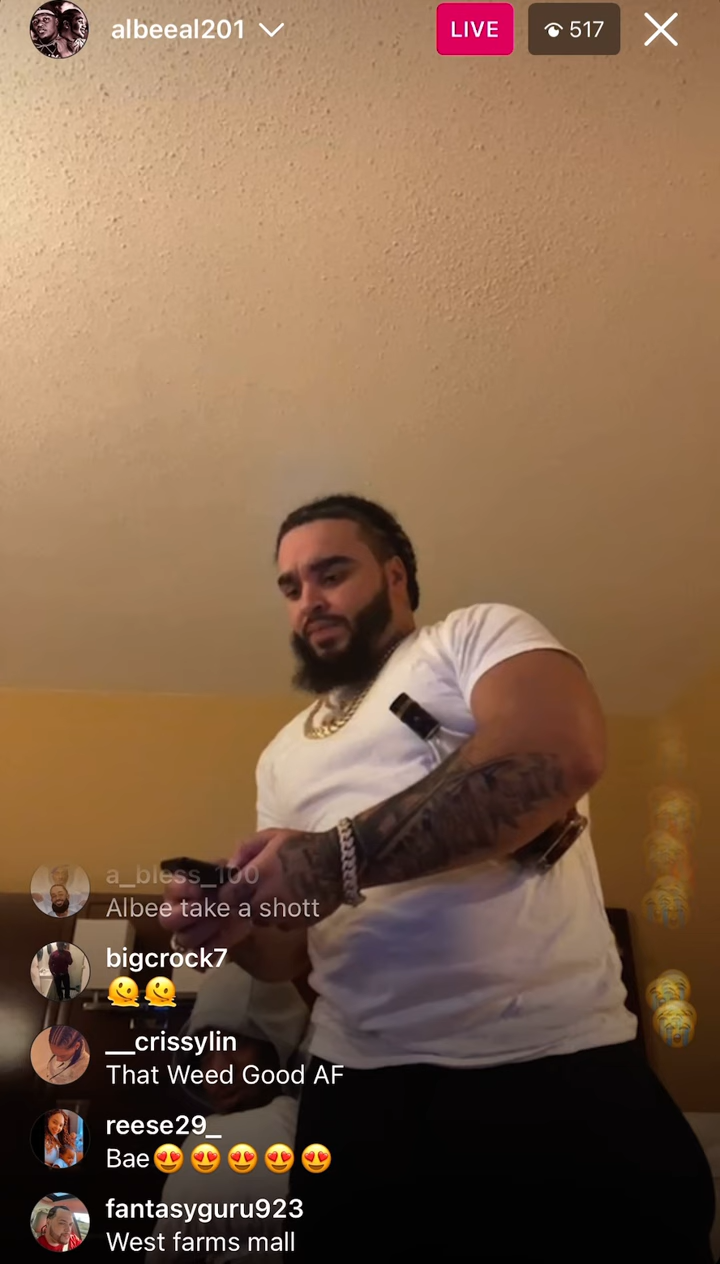 albeeal201
LIVE
517
a_bless_100
Albee take a shott
bigcrock7
🫠🫠
__crissylin
That Weed Good AF
reese29_
Bae😍😍😍😍😍
fantasyguru923
West farms mall